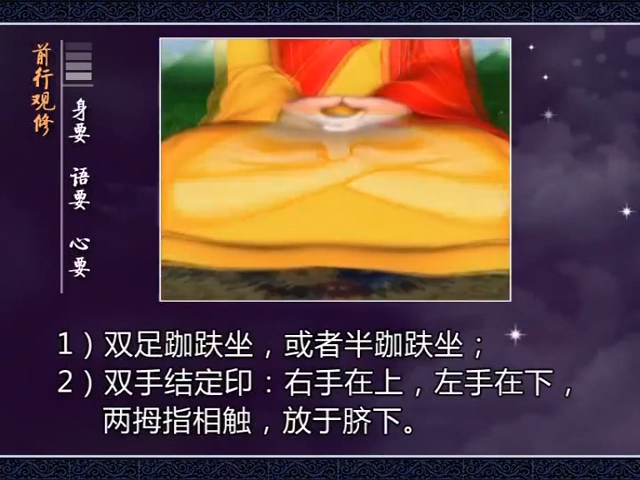 前行观修
身要 语要 心要
1）双足跏趺坐，或者半跏趺坐；
2）双手结定印：右手在上，左手在下，
两拇指相触，放于脐下。